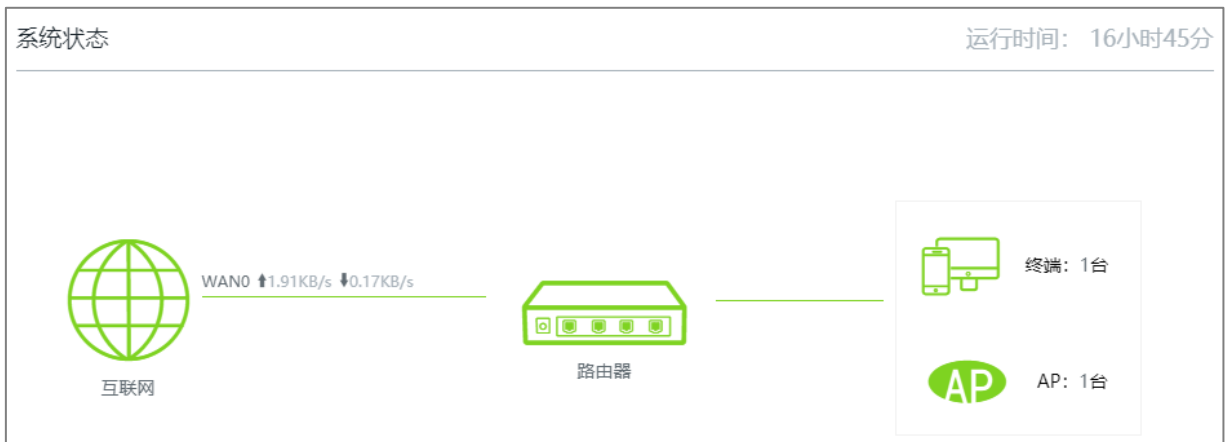 系统状态
运行时间： 16小时45分
WAN0 ⬆1.91KB/s ⬇0.17KB/s
互联网
路由器
终端：1台
AP AP：1台